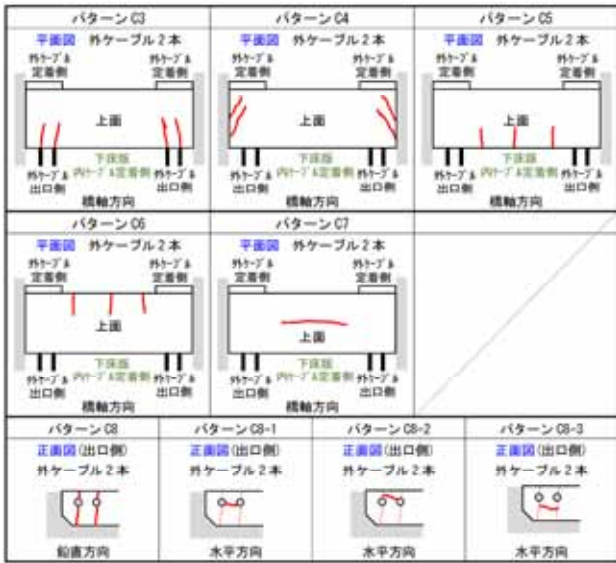 パターンC3
平面図 外ケーブル2本
外ケーブル 外ケーブル
定着側 定着側
上面
下床版
外ケーブル 内ケーブル定着側 外ケーブル
出口側 出口側
橋軸方向
パターンC4
平面図 外ケーブル2本
外ケーブル 外ケーブル
定着側 定着側
上面
下床版
外ケーブル 内ケーブル定着側 外ケーブル
出口側 出口側
橋軸方向
パターンC5
平面図 外ケーブル2本
外ケーブル 外ケーブル
定着側 定着側
上面
下床版
外ケーブル 内ケーブル定着側 外ケーブル
出口側 出口側
橋軸方向
パターンC6
平面図 外ケーブル2本
外ケーブル 外ケーブル
定着側 定着側
上面
下床版
外ケーブル 内ケーブル定着側 外ケーブル
出口側 出口側
橋軸方向
パターンC7
平面図 外ケーブル2本
外ケーブル 外ケーブル
定着側 定着側
上面
下床版
外ケーブル 内ケーブル定着側 外ケーブル
出口側 出口側
橋軸方向
パターンC8
正面図(出口側)
外ケーブル2本
鉛直方向
パターンC8-1
正面図(出口側)
外ケーブル2本
水平方向
パターンC8-2
正面図(出口側)
外ケーブル2本
水平方向
パターンC8-3
正面図(出口側)
外ケーブル2本
水平方向